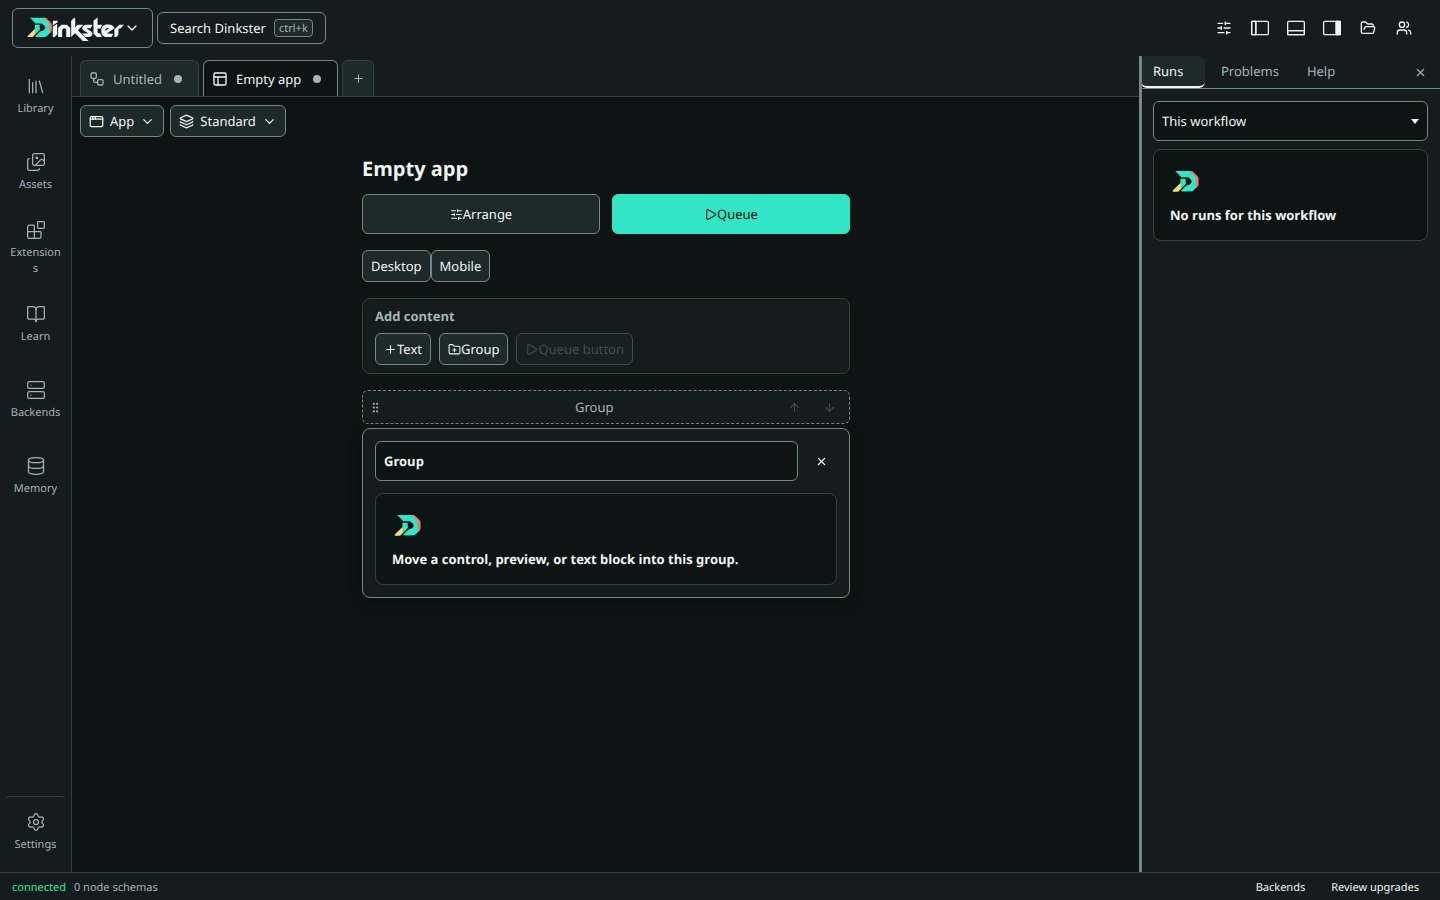 Dinkster
Search Dinkster ctrl+k
Library
Assets
Extension
s
Learn
Backends
Memory
Settings
Untitled
Empty app
App
Standard
Empty app
Arrange
Queue
Desktop
Mobile
Add content
Text
Group
Queue button
Group
Group
Move a control, preview, or text block into this group.
Runs
Problems
Help
This workflow
No runs for this workflow
connected
0 node schemas
Backends
Review upgrades